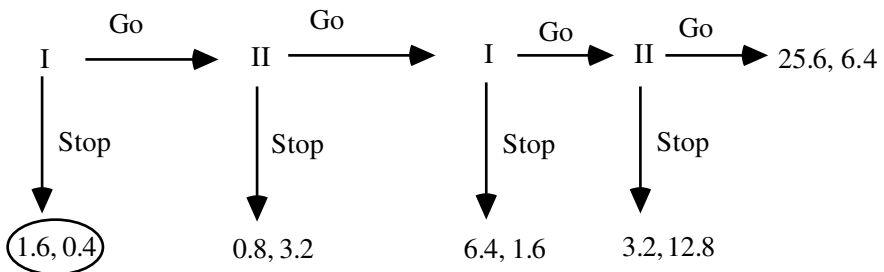 Go Go Go Go
I II I II 25.6, 6.4
Stop Stop Stop Stop
1.6, 0.4 0.8, 3.2 6.4, 1.6 3.2, 12.8